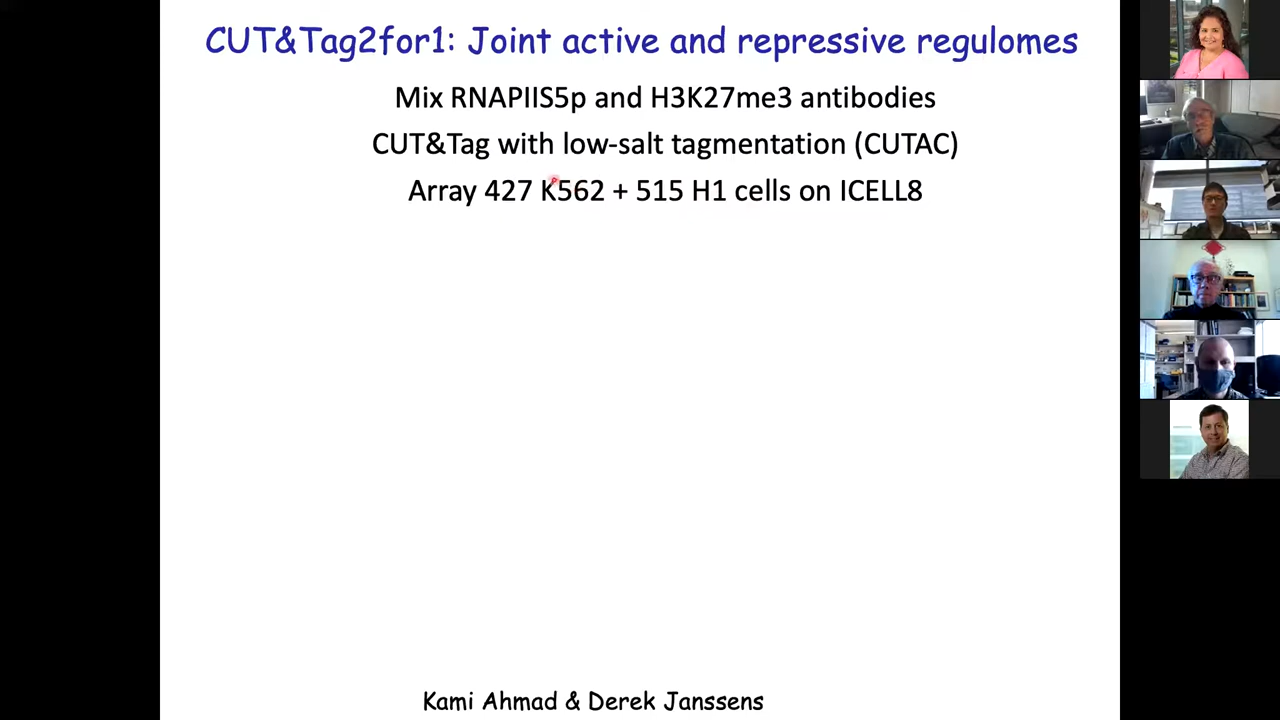 CUT&Tag2for1: Joint active and repressive regulomes
Mix RNAPIIS5p and H3K27me3 antibodies
CUT&Tag with low-salt tagmentation (CUTAC)
Array 427 K562 + 515 H1 cells on ICELL8
Kami Ahmad & Derek Janssens